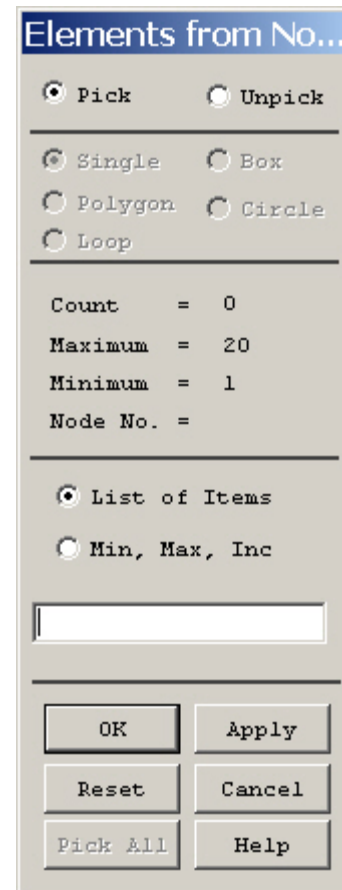 Elements from No...
Pick Unpick
Single Box
Polygon Circle
Loop
Count = 0
Maximum = 20
Minimum = 1
Node No. =
List of Items
Min, Max, Inc
OK Apply
Reset Cancel
Pick All Help